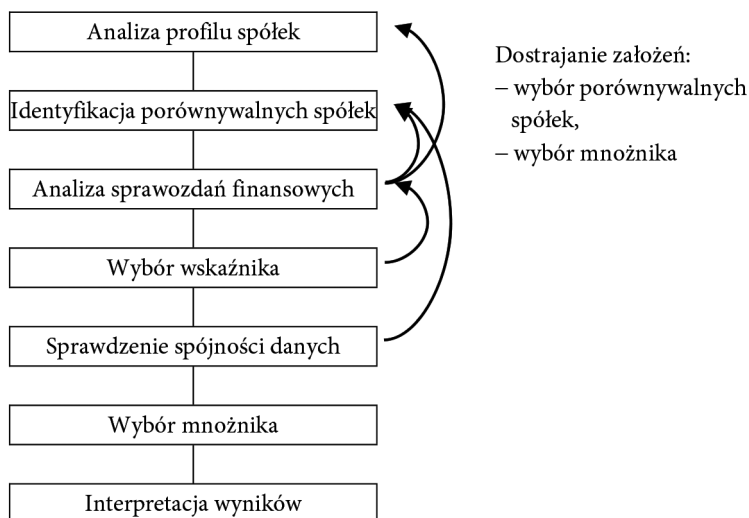 Analiza profilu spółek
Identyfikacja porównywalnych spółek
Analiza sprawozdań finansowych
Wybór wskaźnika
Sprawdzenie spójności danych
Wybór mnożnika
Interpretacja wyników
Dostrajanie założeń:
– wybór porównywalnych
spółek,
– wybór mnożnika